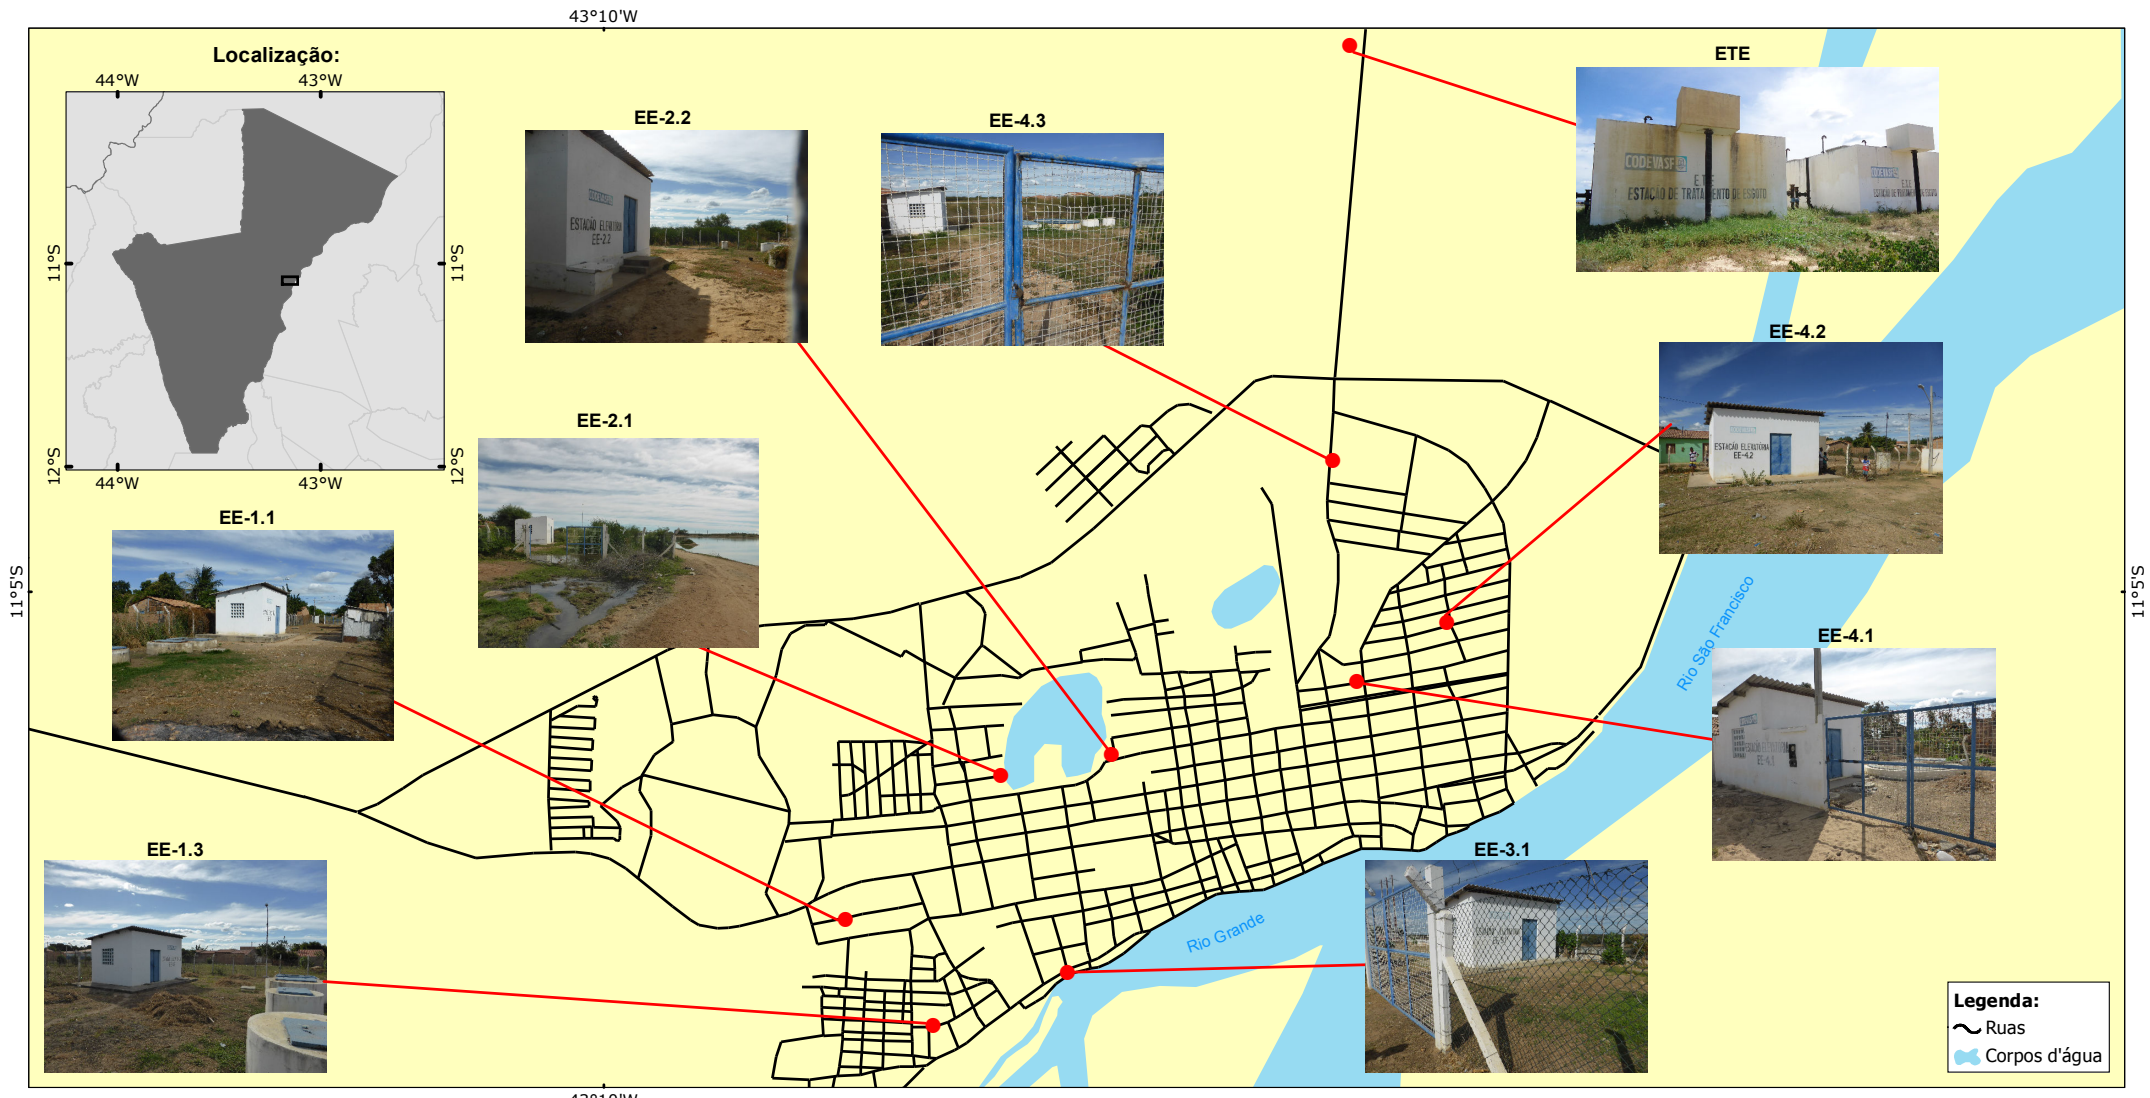 43°10'W
Localização:
44°W
43°W
11°S
11°S
12°S
12°S
44°W
43°W
ETE
CODEVASF
E.T.E
ESTAÇÃO DE TRATAMENTO DE ESGOTO
EE-2.2
ESTAÇÃO ELEVATÓRIA
EE-2.2
EE-4.3
EE-4.2
ESTAÇÃO ELEVATÓRIA
EE-4.2
EE-2.1
EE-1.1
11°5'S
11°5'S
Rio São Francisco
EE-4.1
EE-1.3
EE-3.1
Rio Grande
Legenda:
Ruas
Corpos d'água
43°10'W